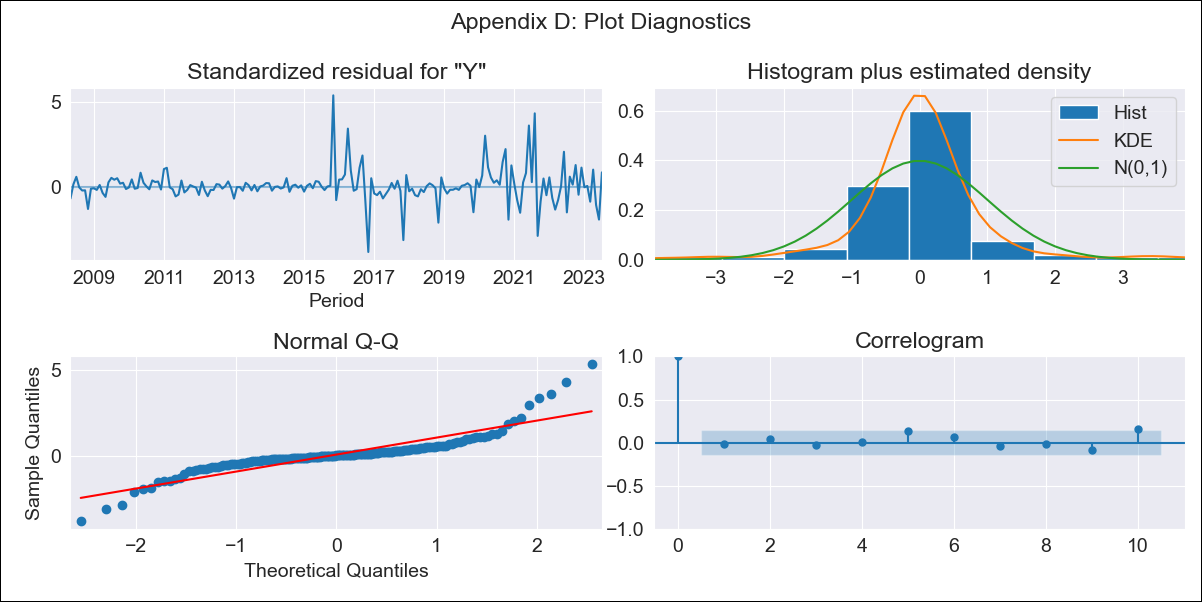 Appendix D: Plot Diagnostics
Standardized residual for "Y"
5
0
2009 2011 2013 2015 2017 2019 2021 2023
Period
Histogram plus estimated density
0.6
0.4
0.2
0.0
−3 −2 −1 0 1 2 3
Hist
KDE
N(0,1)
Normal Q-Q
Sample Quantiles
5
0
−2 −1 0 1 2
Theoretical Quantiles
Correlogram
1.0
0.5
0.0
−0.5
−1.0
0 2 4 6 8 10